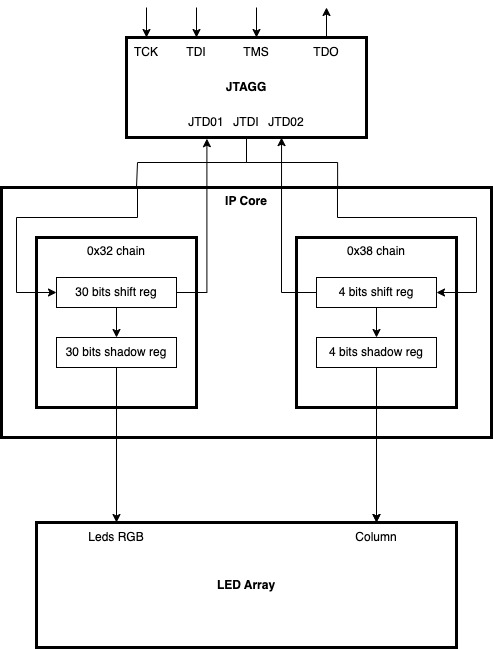 TCK TDI TMS TDO
JTAGG
JTD01 JTDI JTD02
IP Core
0x32 chain
0x38 chain
30 bits shift reg
4 bits shift reg
30 bits shadow reg
4 bits shadow reg
Leds RGB
Column
LED Array